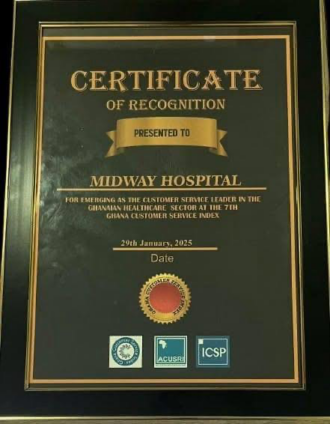 CERTIFICATE
OF RECOGNITION
PRESENTED TO
MIDWAY HOSPITAL
FOR EMERGING AS THE CUSTOMER SERVICE LEADER IN THE
GHANAIAN HEALTHCARE SECTOR AT THE 7TH
GHANA CUSTOMER SERVICE INDEX
29th January, 2025
Date
ACUSRI
ICSP